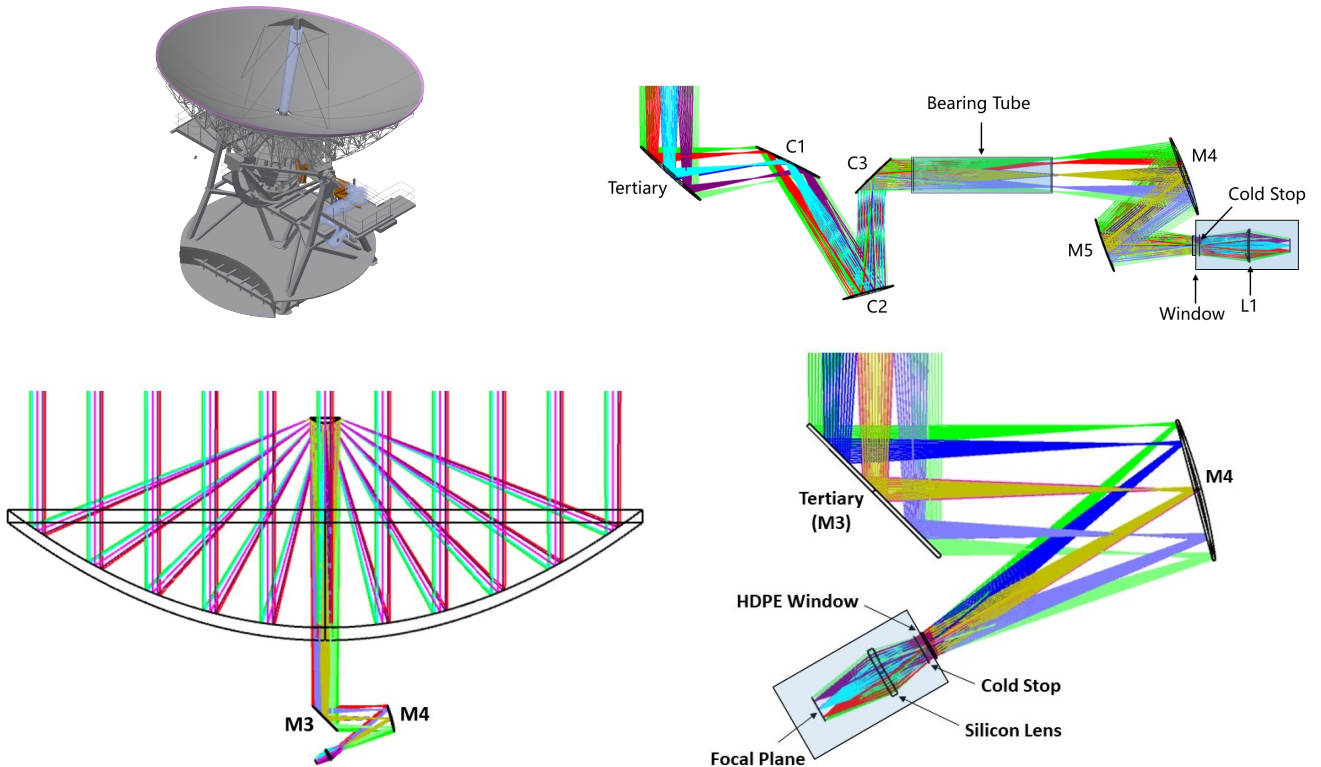 Bearing Tube
C1
C3
M4
Tertiary
Cold Stop
M5
C2
Window
L1
M3
M4
Tertiary
(M3)
M4
HDPE Window
Cold Stop
Silicon Lens
Focal Plane